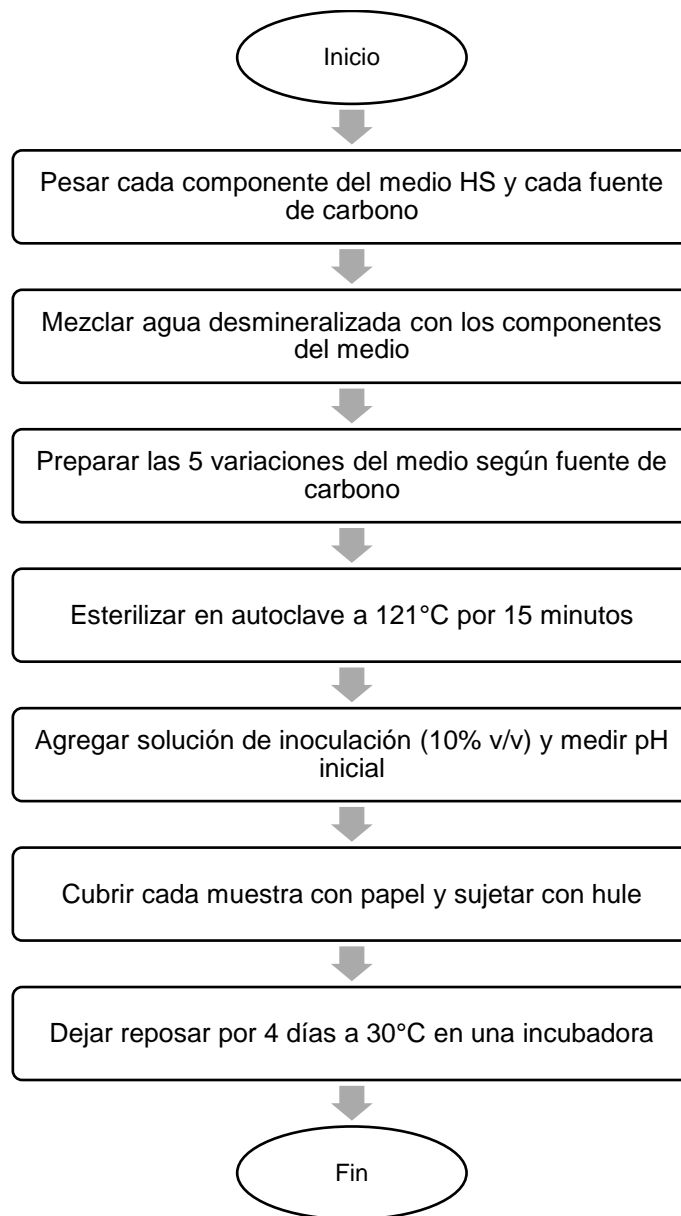 Inicio
Pesar cada componente del medio HS y cada fuente
de carbono
Mezclar agua desmineralizada con los componentes
del medio
Preparar las 5 variaciones del medio según fuente de
carbono
Esterilizar en autoclave a 121°C por 15 minutos
Agregar solución de inoculación (10% v/v) y medir pH
inicial
Cubrir cada muestra con papel y sujetar con hule
Dejar reposar por 4 días a 30°C en una incubadora
Fin